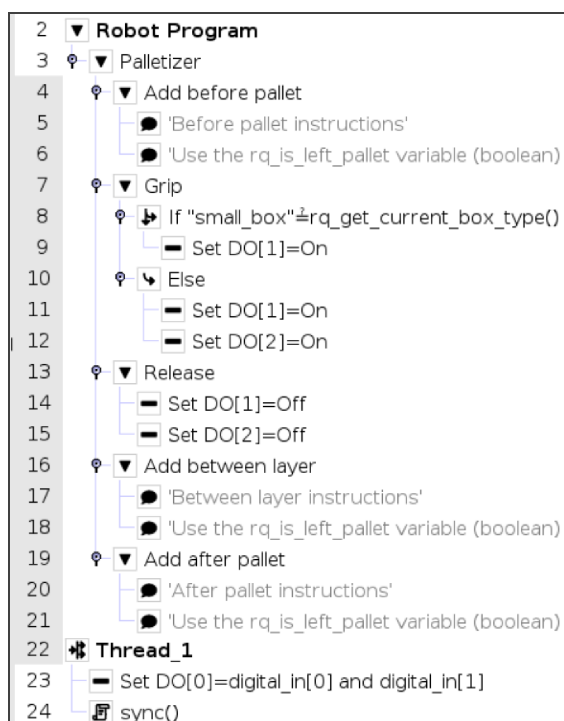 2 Robot Program
3 Palletizer
4 Add before pallet
5 'Before pallet instructions'
6 'Use the rq_is_left_pallet variable (boolean)
7 Grip
8 If "small_box"≟rq_get_current_box_type()
9 Set DO[1]=On
10 Else
11 Set DO[1]=On
12 Set DO[2]=On
13 Release
14 Set DO[1]=Off
15 Set DO[2]=Off
16 Add between layer
17 'Between layer instructions'
18 'Use the rq_is_left_pallet variable (boolean)
19 Add after pallet
20 'After pallet instructions'
21 'Use the rq_is_left_pallet variable (boolean)
22 Thread_1
23 Set DO[0]=digital_in[0] and digital_in[1]
24 sync()